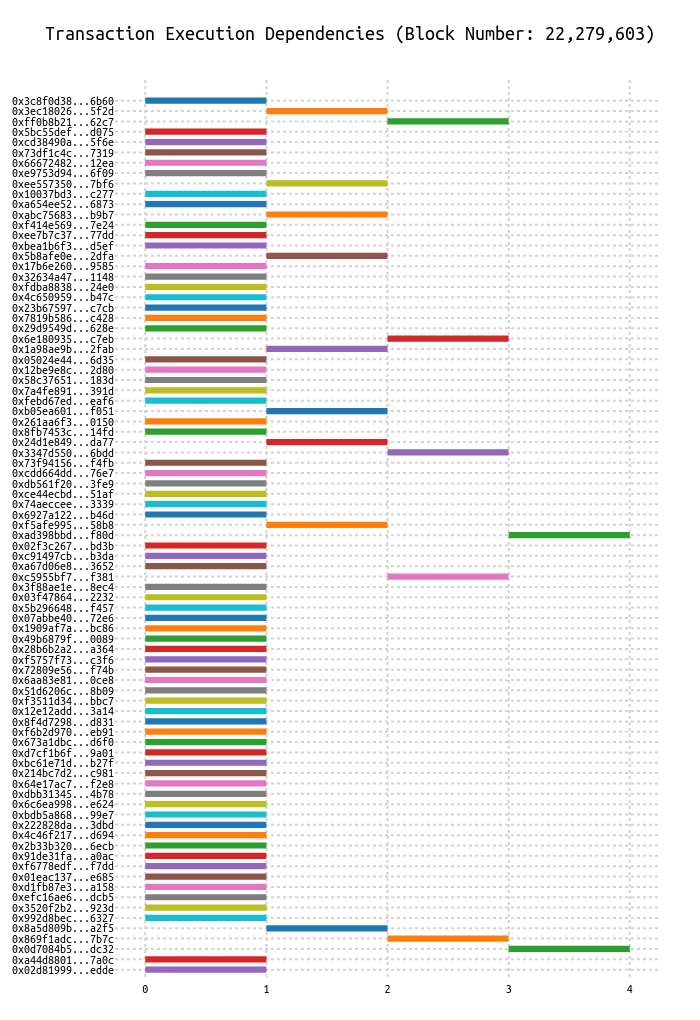 Transaction Execution Dependencies (Block Number: 22,279,603)
0x3c8f0d38...6b60
0x3ec18026...5f2d
0xff0b8b21...62c7
0x5bc55def...d075
0xcd38490a...5f6e
0x73df1c4c...7319
0x66672482...12ea
0xe9753d94...6f09
0xee557350...7bf6
0x10037bd3...c277
0xa654ee52...6873
0xabc75683...b9b7
0xf414e569...7e24
0xee7b7c37...77dd
0xbea1b6f3...d5ef
0x5b8afe0e...2dfa
0x17b6e260...9585
0x32634a47...1148
0xfdba8838...24e0
0x4c650959...b47c
0x23b67597...c7cb
0x7819b586...c428
0x29d9549d...628e
0x6e180935...c7eb
0x1a98ae9b...2fab
0x05024e44...6d35
0x12be9e8c...2d80
0x58c37651...183d
0x7a4fe891...391d
0xfebd67ed...eaf6
0xb05ea601...f051
0x261aa6f3...0150
0x8fb7453c...14fd
0x24d1e849...da77
0x3347d550...6bdd
0x73f94156...f4fb
0xcdd664dd...76e7
0xdb561f20...3fe9
0xce44ecbd...51af
0x74aeccee...3339
0x6927a122...b46d
0xf5afe995...58b8
0xad398bbd...f80d
0x02f3c267...bd3b
0xc91497cb...b3da
0xa67d06e8...3652
0xc5955bf7...f381
0x3f88ae1e...8ec4
0x03f47864...2232
0x5b296648...f457
0x07abbe40...72e6
0x1909af7a...bc86
0x49b6879f...0089
0x28b6b2a2...a364
0xf5757f73...c3f6
0x72809e56...f74b
0x6aa83e81...0ce8
0x51d6206c...8b09
0xf3511d34...bbc7
0x12e12add...3a14
0x8f4d7298...d831
0xf6b2d970...eb91
0x673a1dbc...d6f0
0xd7cf1b6f...9a01
0xbc61e71d...b27f
0x214bc7d2...c981
0x64e17ac7...f2e8
0xdbb31345...4b78
0x6c6ea998...e624
0xbdb5a868...99e7
0x222828da...3dbd
0x4c46f217...d694
0x2b33b320...6ecb
0x91de31fa...a0ac
0xf6778edf...f7dd
0x01eac137...e685
0xd1fb87e3...a158
0xefc16ae6...dcb5
0x3520f2b2...923d
0x992d8bec...6327
0x8a5d809b...a2f5
0x869f1adc...7b7c
0x0d7084b5...dc32
0xa44d8801...7a0c
0x02d81999...edde
0 1 2 3 4